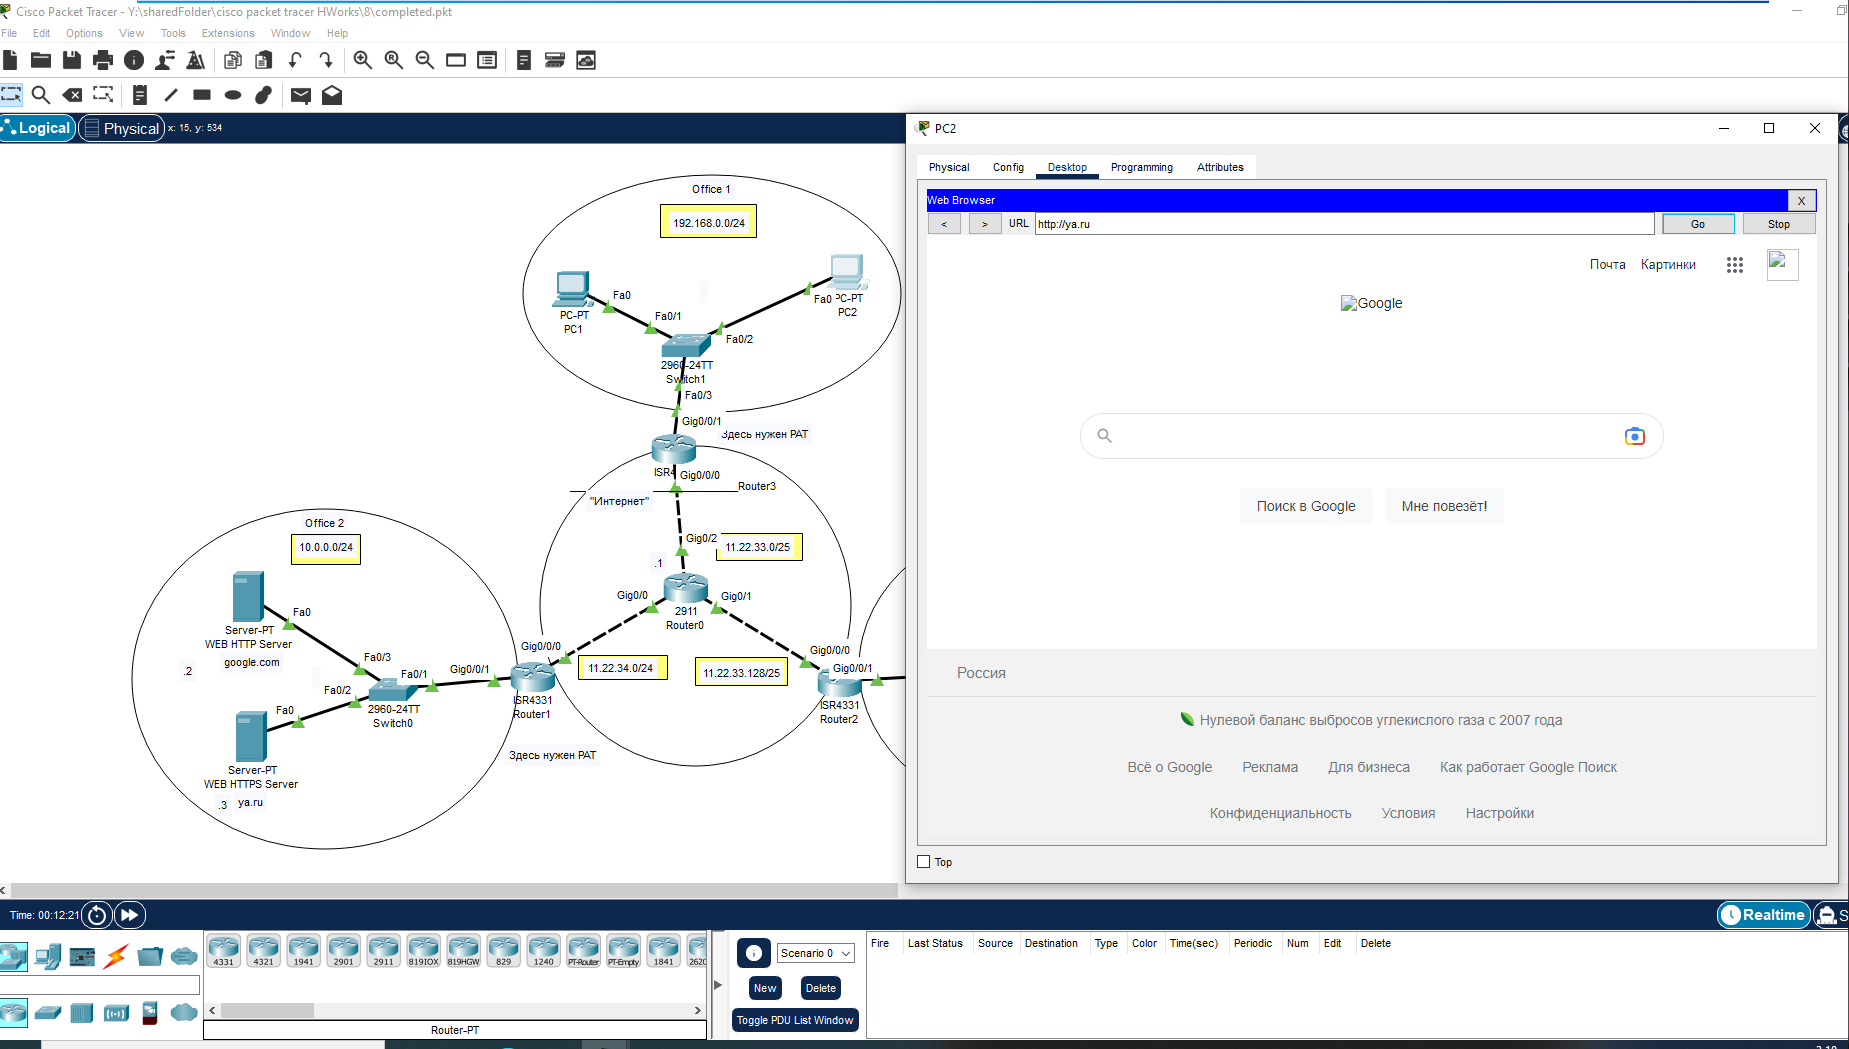 Cisco Packet Tracer - Y:\sharedFolder\cisco packet tracer HWorks\8\completed.pkt
File Edit Options View Tools Extensions Window Help
Logical Physical x: 15, y: 534
Office 1
192.168.0.0/24
Fa0
PC-PT
PC1
Fa0/1
Fa0 PC-PT
PC2
Fa0/2
2960-24TT
Switch1
Fa0/3
Gig0/0/1
Здесь нужен PAT
ISR4
Gig0/0/0
Router3
"Интернет"
Gig0/2
11.22.33.0/25
.1
Gig0/0
Gig0/1
2911
Router0
Office 2
10.0.0.0/24
Fa0
Server-PT
WEB HTTP Server
google.com
.2
Fa0/3
Fa0/1
Gig0/0/1
Gig0/0/0
11.22.34.0/24
11.22.33.128/25
Gig0/0/0
Gig0/0/1
Fa0/2
Fa0
2960-24TT
Switch0
ISR4331
Router1
ISR4331
Router2
Здесь нужен PAT
Server-PT
WEB HTTPS Server
.3 ya.ru
PC2
Physical Config Desktop Programming Attributes
Web Browser X
< > URL http://ya.ru Go Stop
Почта Картинки
Google
Поиск в Google Мне повезёт!
Россия
Нулевой баланс выбросов углекислого газа с 2007 года
Всё о Google Реклама Для бизнеса Как работает Google Поиск
Конфиденциальность Условия Настройки
Top
Time: 00:12:21
Realtime S
4331 4321 1941 2901 2911 819IOX 819HGW 829 1240 PT-Router PT-Empty 1841 2620
Router-PT
Scenario 0
New Delete
Toggle PDU List Window
Fire Last Status Source Destination Type Color Time(sec) Periodic Num Edit Delete